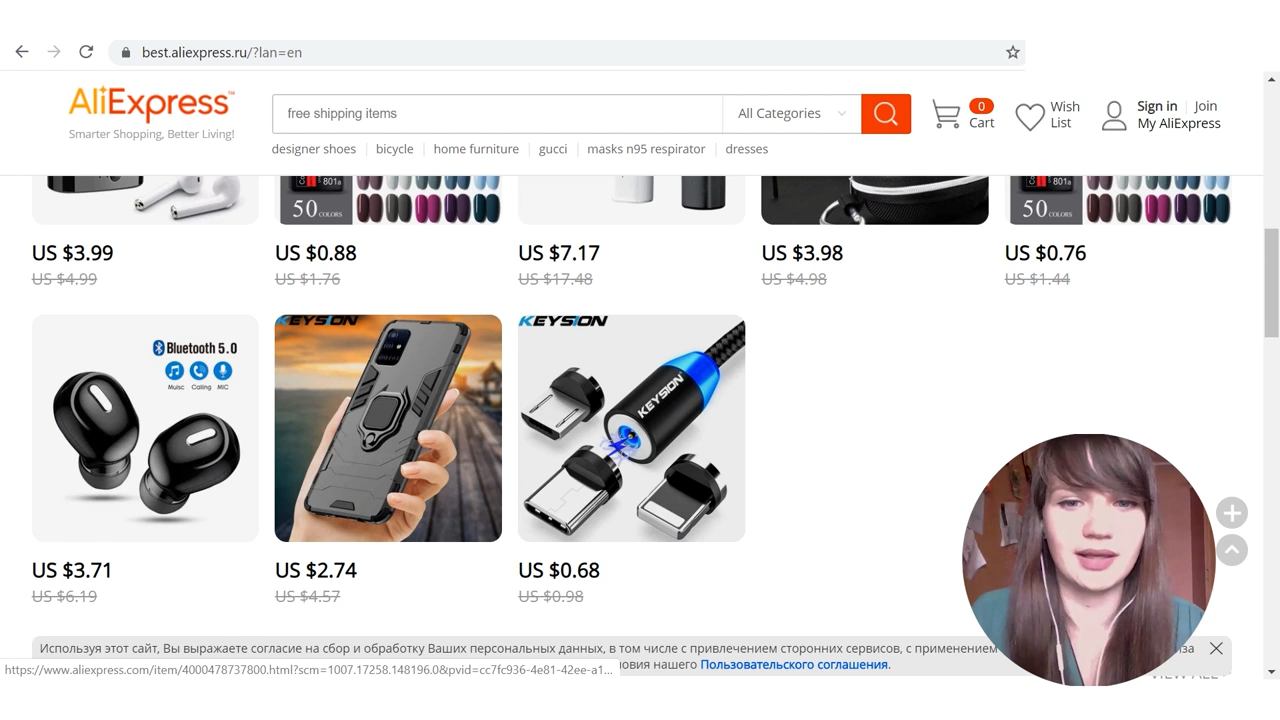 best.aliexpress.ru/?lan=en
AliExpress™
Smarter Shopping, Better Living!
free shipping items
All Categories
0
Cart
Wish
List
Sign in
Join
My AliExpress
designer shoes
bicycle
home furniture
gucci
masks n95 respirator
dresses
801a
50 COLORS
801a
50 COLORS
US $3.99
US $0.88
US $7.17
US $3.98
US $0.76
US $4.99
US $1.76
US $17.48
US $4.98
US $1.44
Bluetooth 5.0
Muisc Calling MIC
KEYSION
KEYSION
KEYSION
US $3.71
US $2.74
US $0.68
US $6.19
US $4.57
US $0.98
Используя этот сайт, Вы выражаете согласие на сбор и обработку Ваших персональных данных, в том числе с привлечением сторонних сервисов, с применением
нашего Пользовательского соглашения.
https://www.aliexpress.com/item/4000478737800.html?scm=1007.17258.148196.0&pvid=cc7fc936-4e81-42ee-a1...